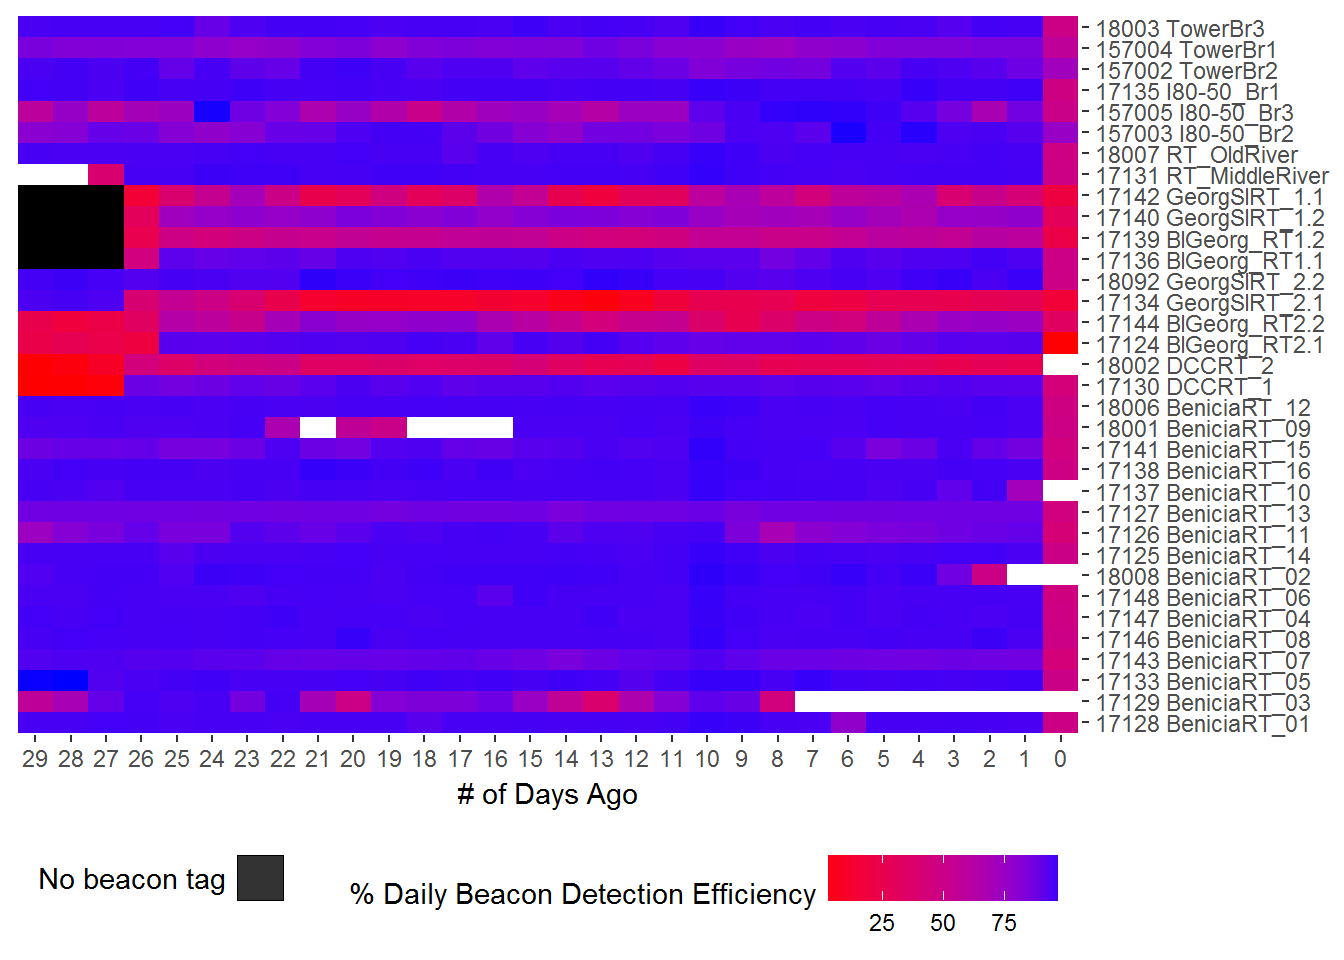 18003 TowerBr3
157004 TowerBr1
157002 TowerBr2
17135 I80-50_Br1
157005 I80-50_Br3
157003 I80-50_Br2
18007 RT_OldRiver
17131 RT_MiddleRiver
17142 GeorgSlRT_1.1
17140 GeorgSlRT_1.2
17139 BlGeorg_RT1.2
17136 BlGeorg_RT1.1
18092 GeorgSlRT_2.2
17134 GeorgSlRT_2.1
17144 BlGeorg_RT2.2
17124 BlGeorg_RT2.1
18002 DCCRT_2
17130 DCCRT_1
18006 BeniciaRT_12
18001 BeniciaRT_09
17141 BeniciaRT_15
17138 BeniciaRT_16
17137 BeniciaRT_10
17127 BeniciaRT_13
17126 BeniciaRT_11
17125 BeniciaRT_14
18008 BeniciaRT_02
17148 BeniciaRT_06
17147 BeniciaRT_04
17146 BeniciaRT_08
17143 BeniciaRT_07
17133 BeniciaRT_05
17129 BeniciaRT_03
17128 BeniciaRT_01
29 28 27 26 25 24 23 22 21 20 19 18 17 16 15 14 13 12 11 10 9 8 7 6 5 4 3 2 1 0
# of Days Ago
No beacon tag
% Daily Beacon Detection Efficiency
25 50 75